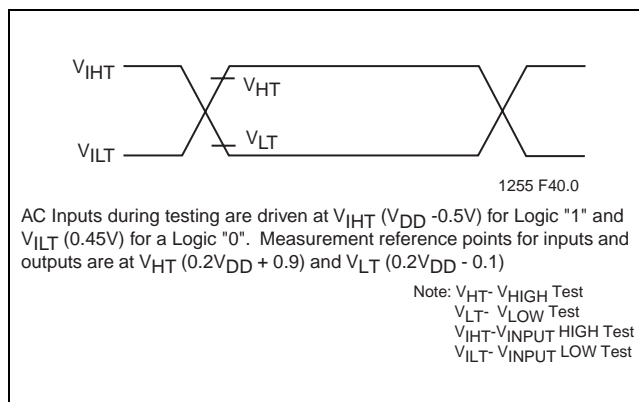 VIHT
VHT
VLT
VILT
1255 F40.0
AC Inputs during testing are driven at VIHT (VDD -0.5V) for Logic "1" and
VILT (0.45V) for a Logic "0". Measurement reference points for inputs and
outputs are at VHT (0.2VDD + 0.9) and VLT (0.2VDD - 0.1)
Note: VHT- VHIGH Test
VLT- VLOW Test
VIHT-VINPUT HIGH Test
VILT- VINPUT LOW Test